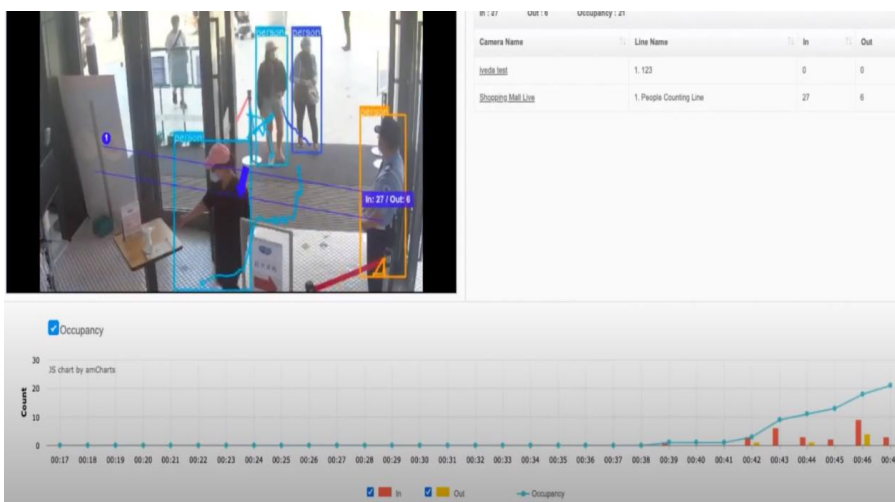 In : 27 Out : 6 Occupancy : 21
Camera Name Line Name In Out
iveda test 1. 123 0 0
Shopping Mall Live 1. People Counting Line 27 6
person person
person
person
1
In: 27 / Out: 6
Occupancy
JS chart by amCharts
Count
30
20
10
0
00:17 00:18 00:19 00:20 00:21 00:22 00:23 00:24 00:25 00:26 00:27 00:28 00:29 00:30 00:31 00:32 00:33 00:34 00:35 00:36 00:37 00:38 00:39 00:40 00:41 00:42 00:43 00:44 00:45 00:46
In Out Occupancy